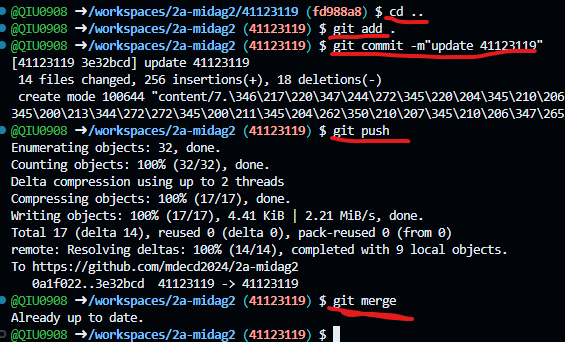 @QIU0908 →/workspaces/2a-midag2/41123119 (fd988a8) $ cd ..
@QIU0908 →/workspaces/2a-midag2 (41123119) $ git add .
@QIU0908 →/workspaces/2a-midag2 (41123119) $ git commit -m"update 41123119"
[41123119 3e32bcd] update 41123119
 14 files changed, 256 insertions(+), 18 deletions(-)
 create mode 100644 "content/7.\346\217\220\347\244\272\345\220\204\345\210\206
345\200\213\344\272\272\345\200\211\345\204\262\350\210\207\345\210\206\347\265
@QIU0908 →/workspaces/2a-midag2 (41123119) $ git push
Enumerating objects: 32, done.
Counting objects: 100% (32/32), done.
Delta compression using up to 2 threads
Compressing objects: 100% (17/17), done.
Writing objects: 100% (17/17), 4.41 KiB | 2.21 MiB/s, done.
Total 17 (delta 14), reused 0 (delta 0), pack-reused 0 (from 0)
remote: Resolving deltas: 100% (14/14), completed with 9 local objects.
To https://github.com/mdecd2024/2a-midag2
   0a1f022..3e32bcd  41123119 -> 41123119
@QIU0908 →/workspaces/2a-midag2 (41123119) $ git merge
Already up to date.
@QIU0908 →/workspaces/2a-midag2 (41123119) $